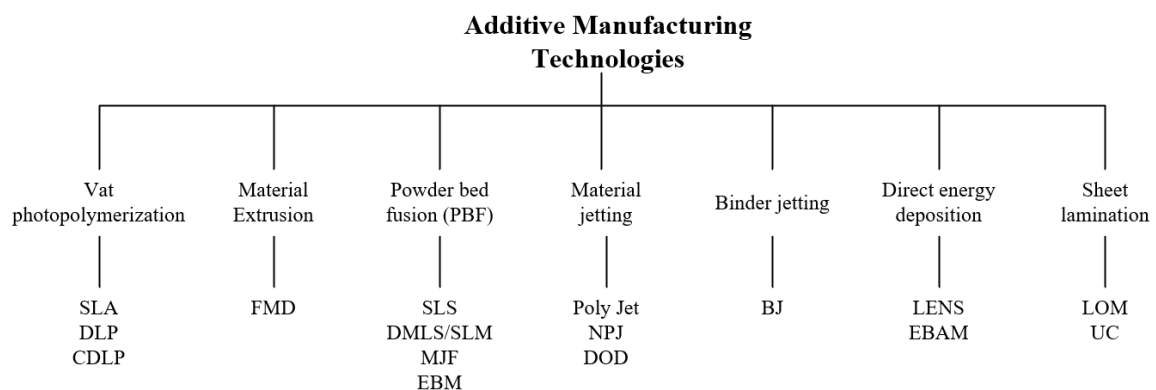 Additive Manufacturing
Technologies
Vat
photopolymerization
Material
Extrusion
Powder bed
fusion (PBF)
Material
jetting
Binder jetting
Direct energy
deposition
Sheet
lamination
SLA
DLP
CDLP
FMD
SLS
DMLS/SLM
MJF
EBM
Poly Jet
NPJ
DOD
BJ
LENS
EBAM
LOM
UC